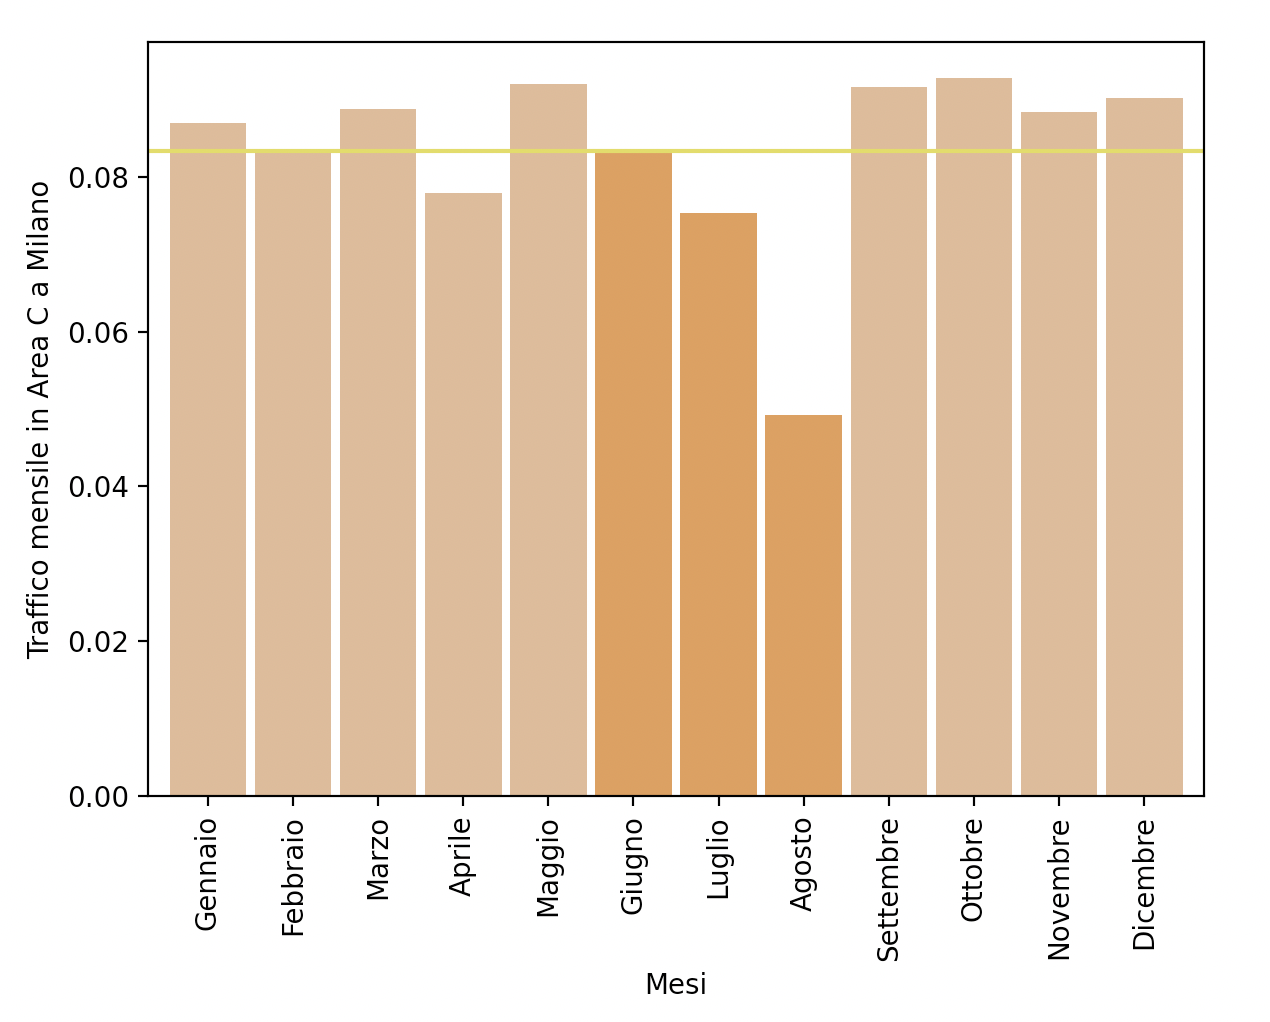 Traffico mensile in Area C a Milano
0.08
0.06
0.04
0.02
0.00
Gennaio
Febbraio
Marzo
Aprile
Maggio
Giugno
Luglio
Agosto
Settembre
Ottobre
Novembre
Dicembre
Mesi